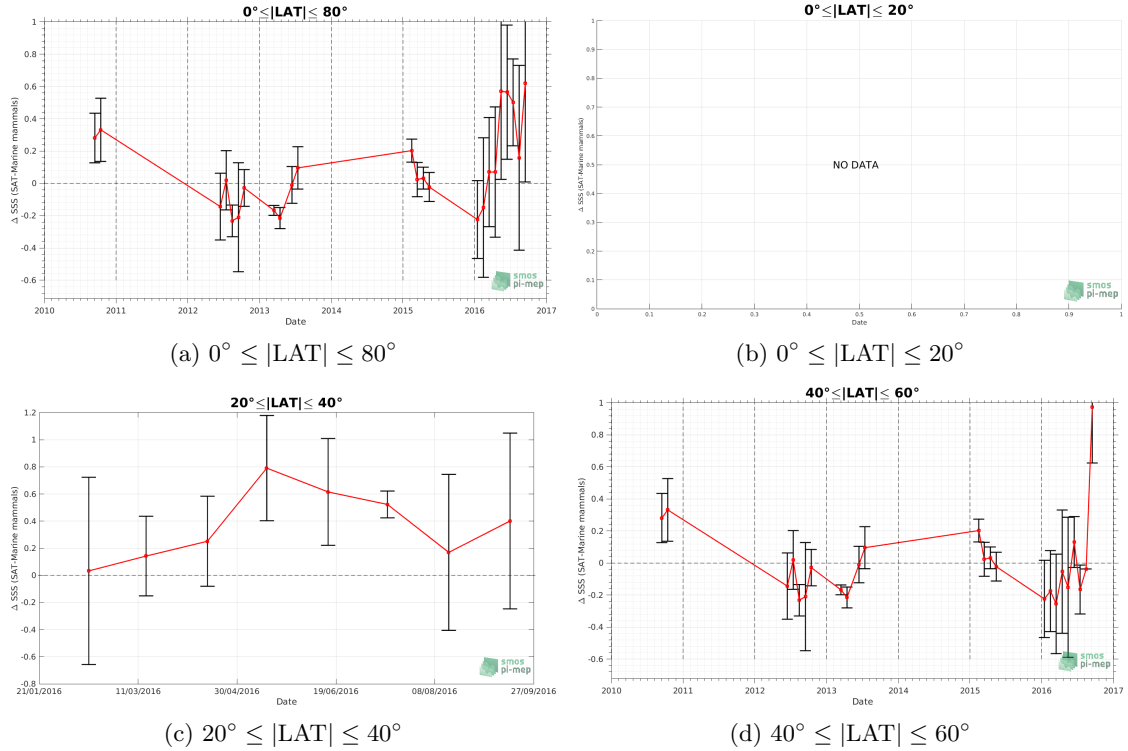 0°≤|LAT|≤ 80°
1
0.8
0.6
0.4
0.2
0
-0.2
-0.4
-0.6
Δ SSS (SAT-Marine mammals)
smos
pi-mep
2010 2011 2012 2013 2014 2015 2016 2017
Date
(a) 0° ≤ |LAT| ≤ 80°
0°≤|LAT|≤ 20°
1
0.9
0.8
0.7
0.6
0.5
0.4
0.3
0.2
0.1
0
Δ SSS (SAT-Marine mammals)
NO DATA
smos
pi-mep
0 0.1 0.2 0.3 0.4 0.5 0.6 0.7 0.8 0.9 1
Date
(b) 0° ≤ |LAT| ≤ 20°
20°≤|LAT|≤ 40°
1.2
1
0.8
0.6
0.4
0.2
0
-0.2
-0.4
-0.6
-0.8
Δ SSS (SAT-Marine mammals)
smos
pi-mep
21/01/2016 11/03/2016 30/04/2016 19/06/2016 08/08/2016 27/09/2016
Date
(c) 20° ≤ |LAT| ≤ 40°
40°≤|LAT|≤ 60°
1
0.8
0.6
0.4
0.2
0
-0.2
-0.4
-0.6
Δ SSS (SAT-Marine mammals)
smos
pi-mep
2010 2011 2012 2013 2014 2015 2016 2017
Date
(d) 40° ≤ |LAT| ≤ 60°